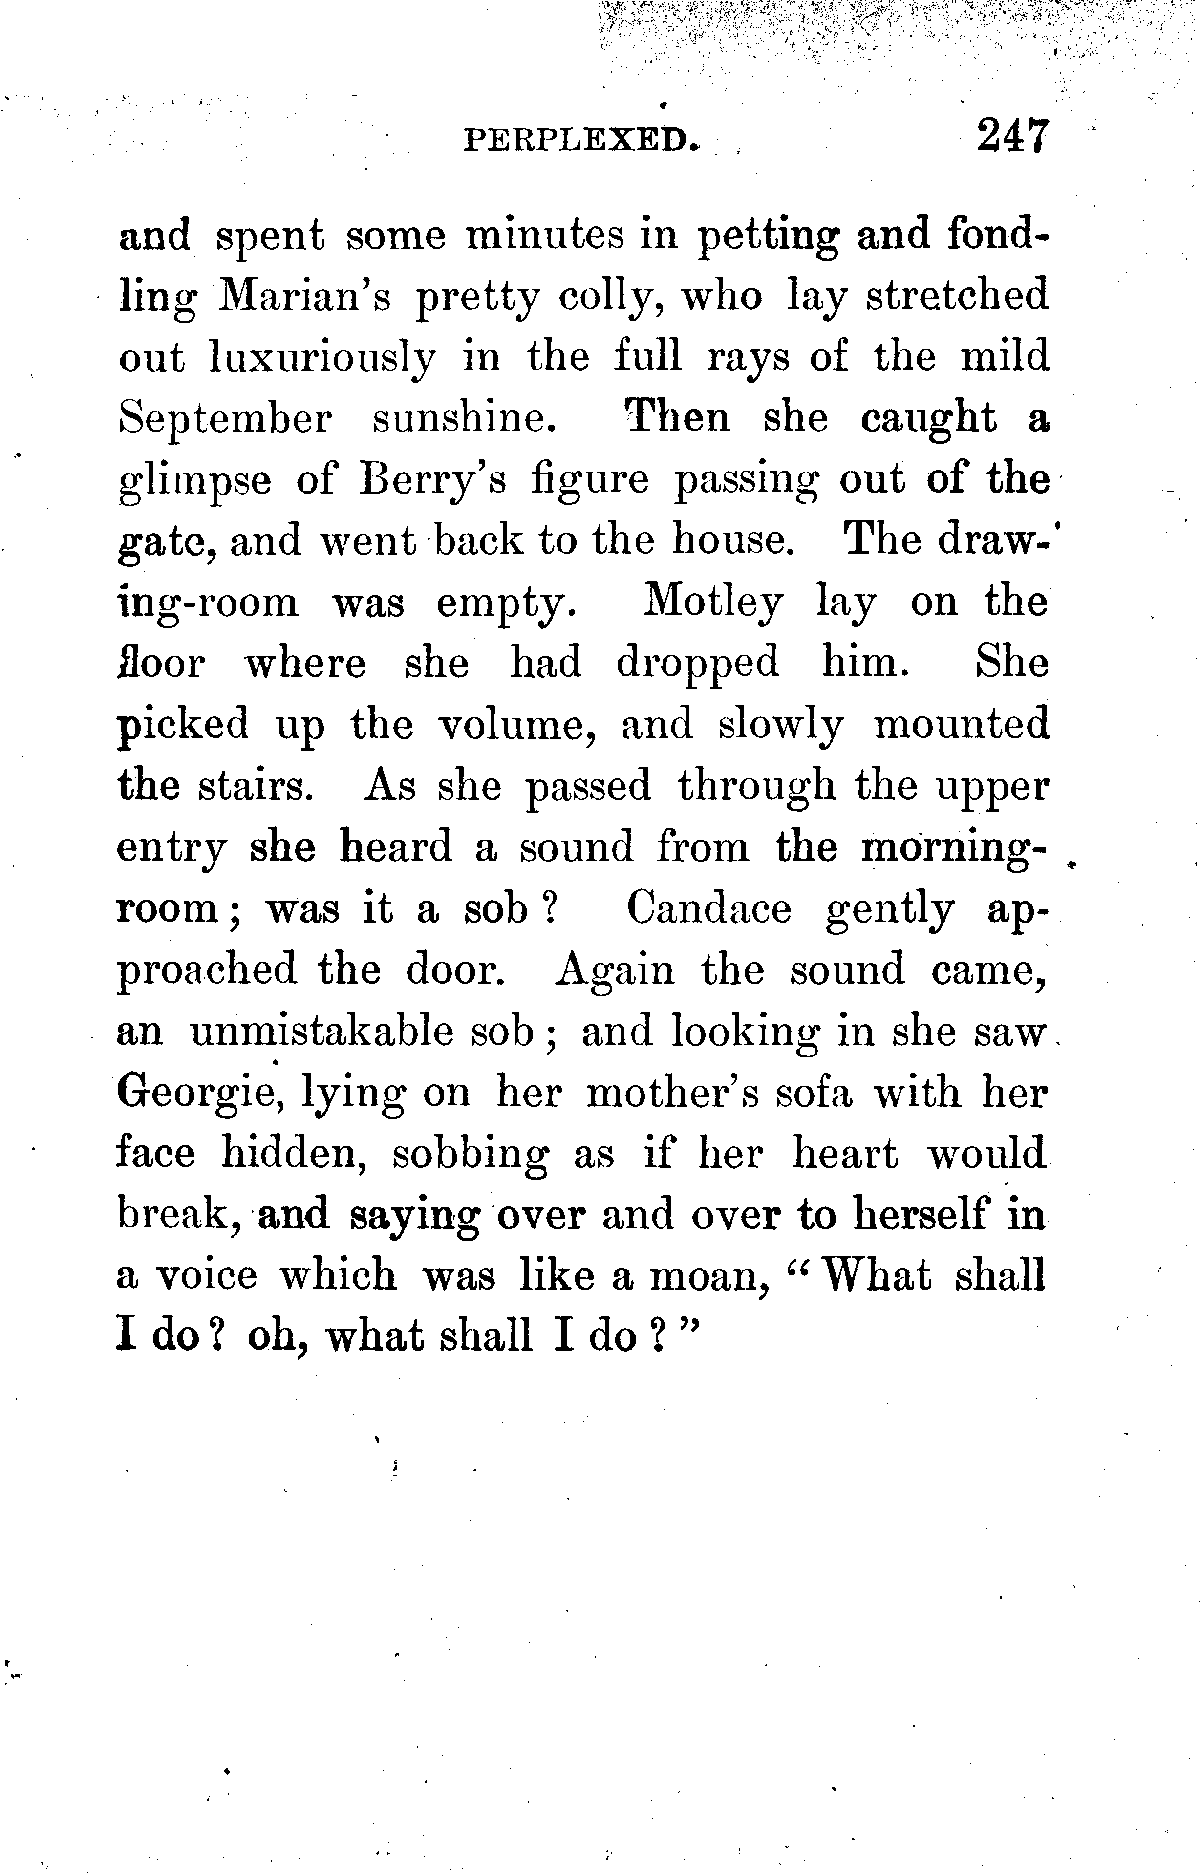 PERPLEXED. 247
and spent some minutes in petting and fond-
ling Marian's pretty colly, who lay stretched
out luxuriously in the full rays of the mild
September sunshine. Then she caught a
glimpse of Berry's figure passing out of the
gate, and went back to the house. The draw-
ing-room was empty. Motley lay on the
floor where she had dropped him. She
picked up the volume, and slowly mounted
the stairs. As she passed through the upper
entry she heard a sound from the morning-
room; was it a sob? Candace gently ap-
proached the door. Again the sound came,
an unmistakable sob; and looking in she saw
Georgie, lying on her mother's sofa with her
face hidden, sobbing as if her heart would
break, and saying over and over to herself in
a voice which was like a moan, "What shall
I do? oh, what shall I do?"